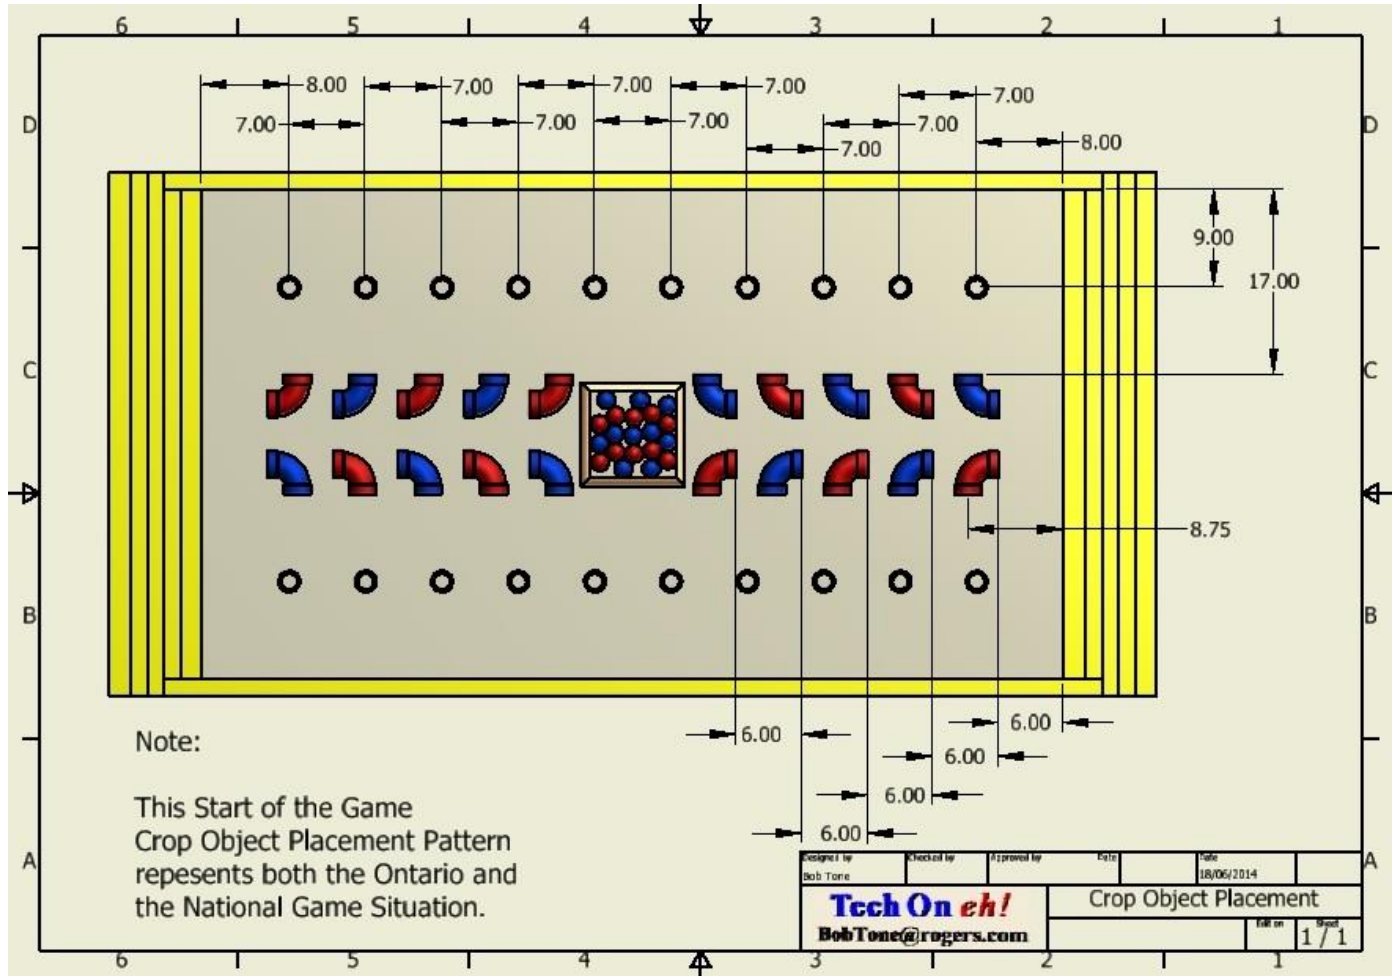 6 5 4 3 2 1
8.00 7.00 7.00 7.00 7.00
7.00 7.00 7.00 7.00 7.00 8.00
D D
9.00
17.00
C C
8.75
B B
6.00 6.00
6.00
6.00
6.00
Note:
This Start of the Game
Crop Object Placement Pattern
repesents both the Ontario and
the National Game Situation.
A A
Designed by Checked by Approved by Date Date
Bob Tone 18/06/2014
Tech On eh!
BobTone@rogers.com
Crop Object Placement
Edition Sheet
1 / 1
6 5 4 3 2 1